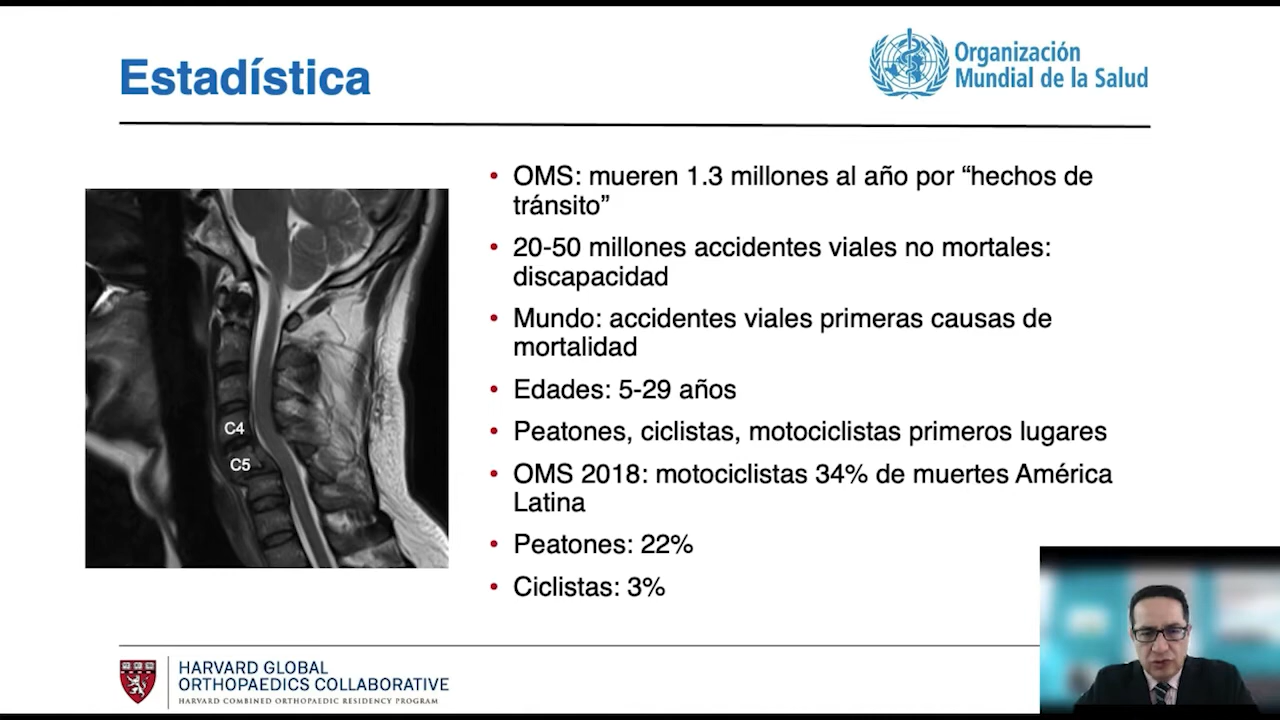 Estadística
Organización
Mundial de la Salud
• OMS: mueren 1.3 millones al año por “hechos de
tránsito”
• 20-50 millones accidentes viales no mortales:
discapacidad
• Mundo: accidentes viales primeras causas de
mortalidad
• Edades: 5-29 años
• Peatones, ciclistas, motociclistas primeros lugares
• OMS 2018: motociclistas 34% de muertes América
Latina
• Peatones: 22%
• Ciclistas: 3%
C4
C5
HARVARD GLOBAL
ORTHOPAEDICS COLLABORATIVE
HARVARD COMBINED ORTHOPAEDIC RESIDENCY PROGRAM